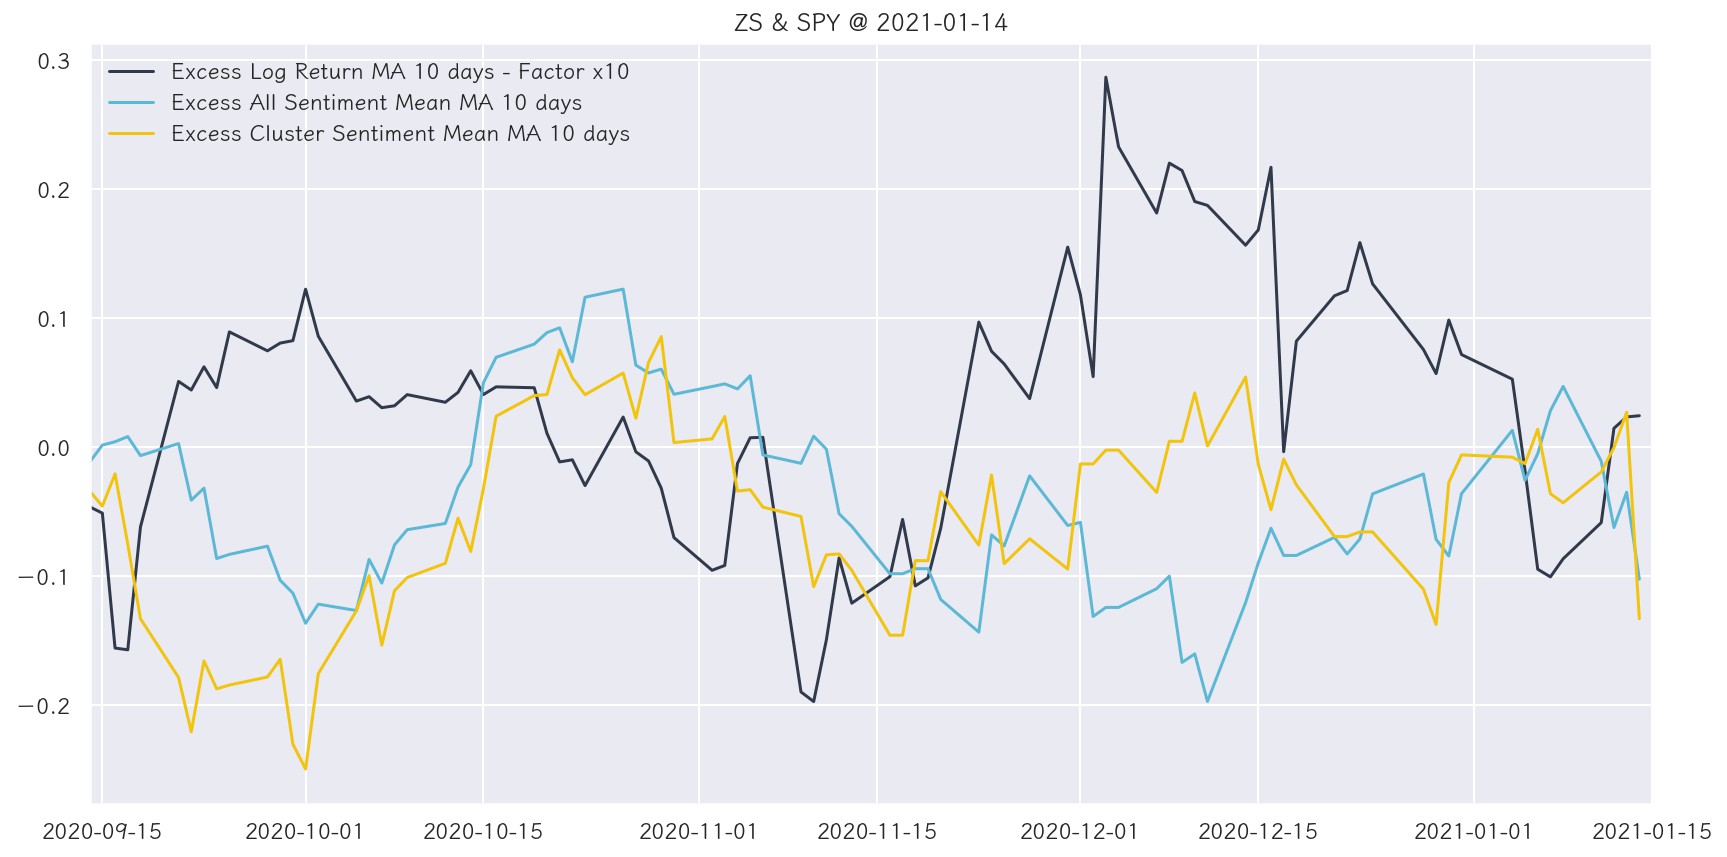 ZS & SPY @ 2021-01-14
0.3
0.2
0.1
0.0
−0.1
−0.2
Excess Log Return MA 10 days - Factor x10
Excess All Sentiment Mean MA 10 days
Excess Cluster Sentiment Mean MA 10 days
2020-09-15 2020-10-01 2020-10-15 2020-11-01 2020-11-15 2020-12-01 2020-12-15 2021-01-01 2021-01-15